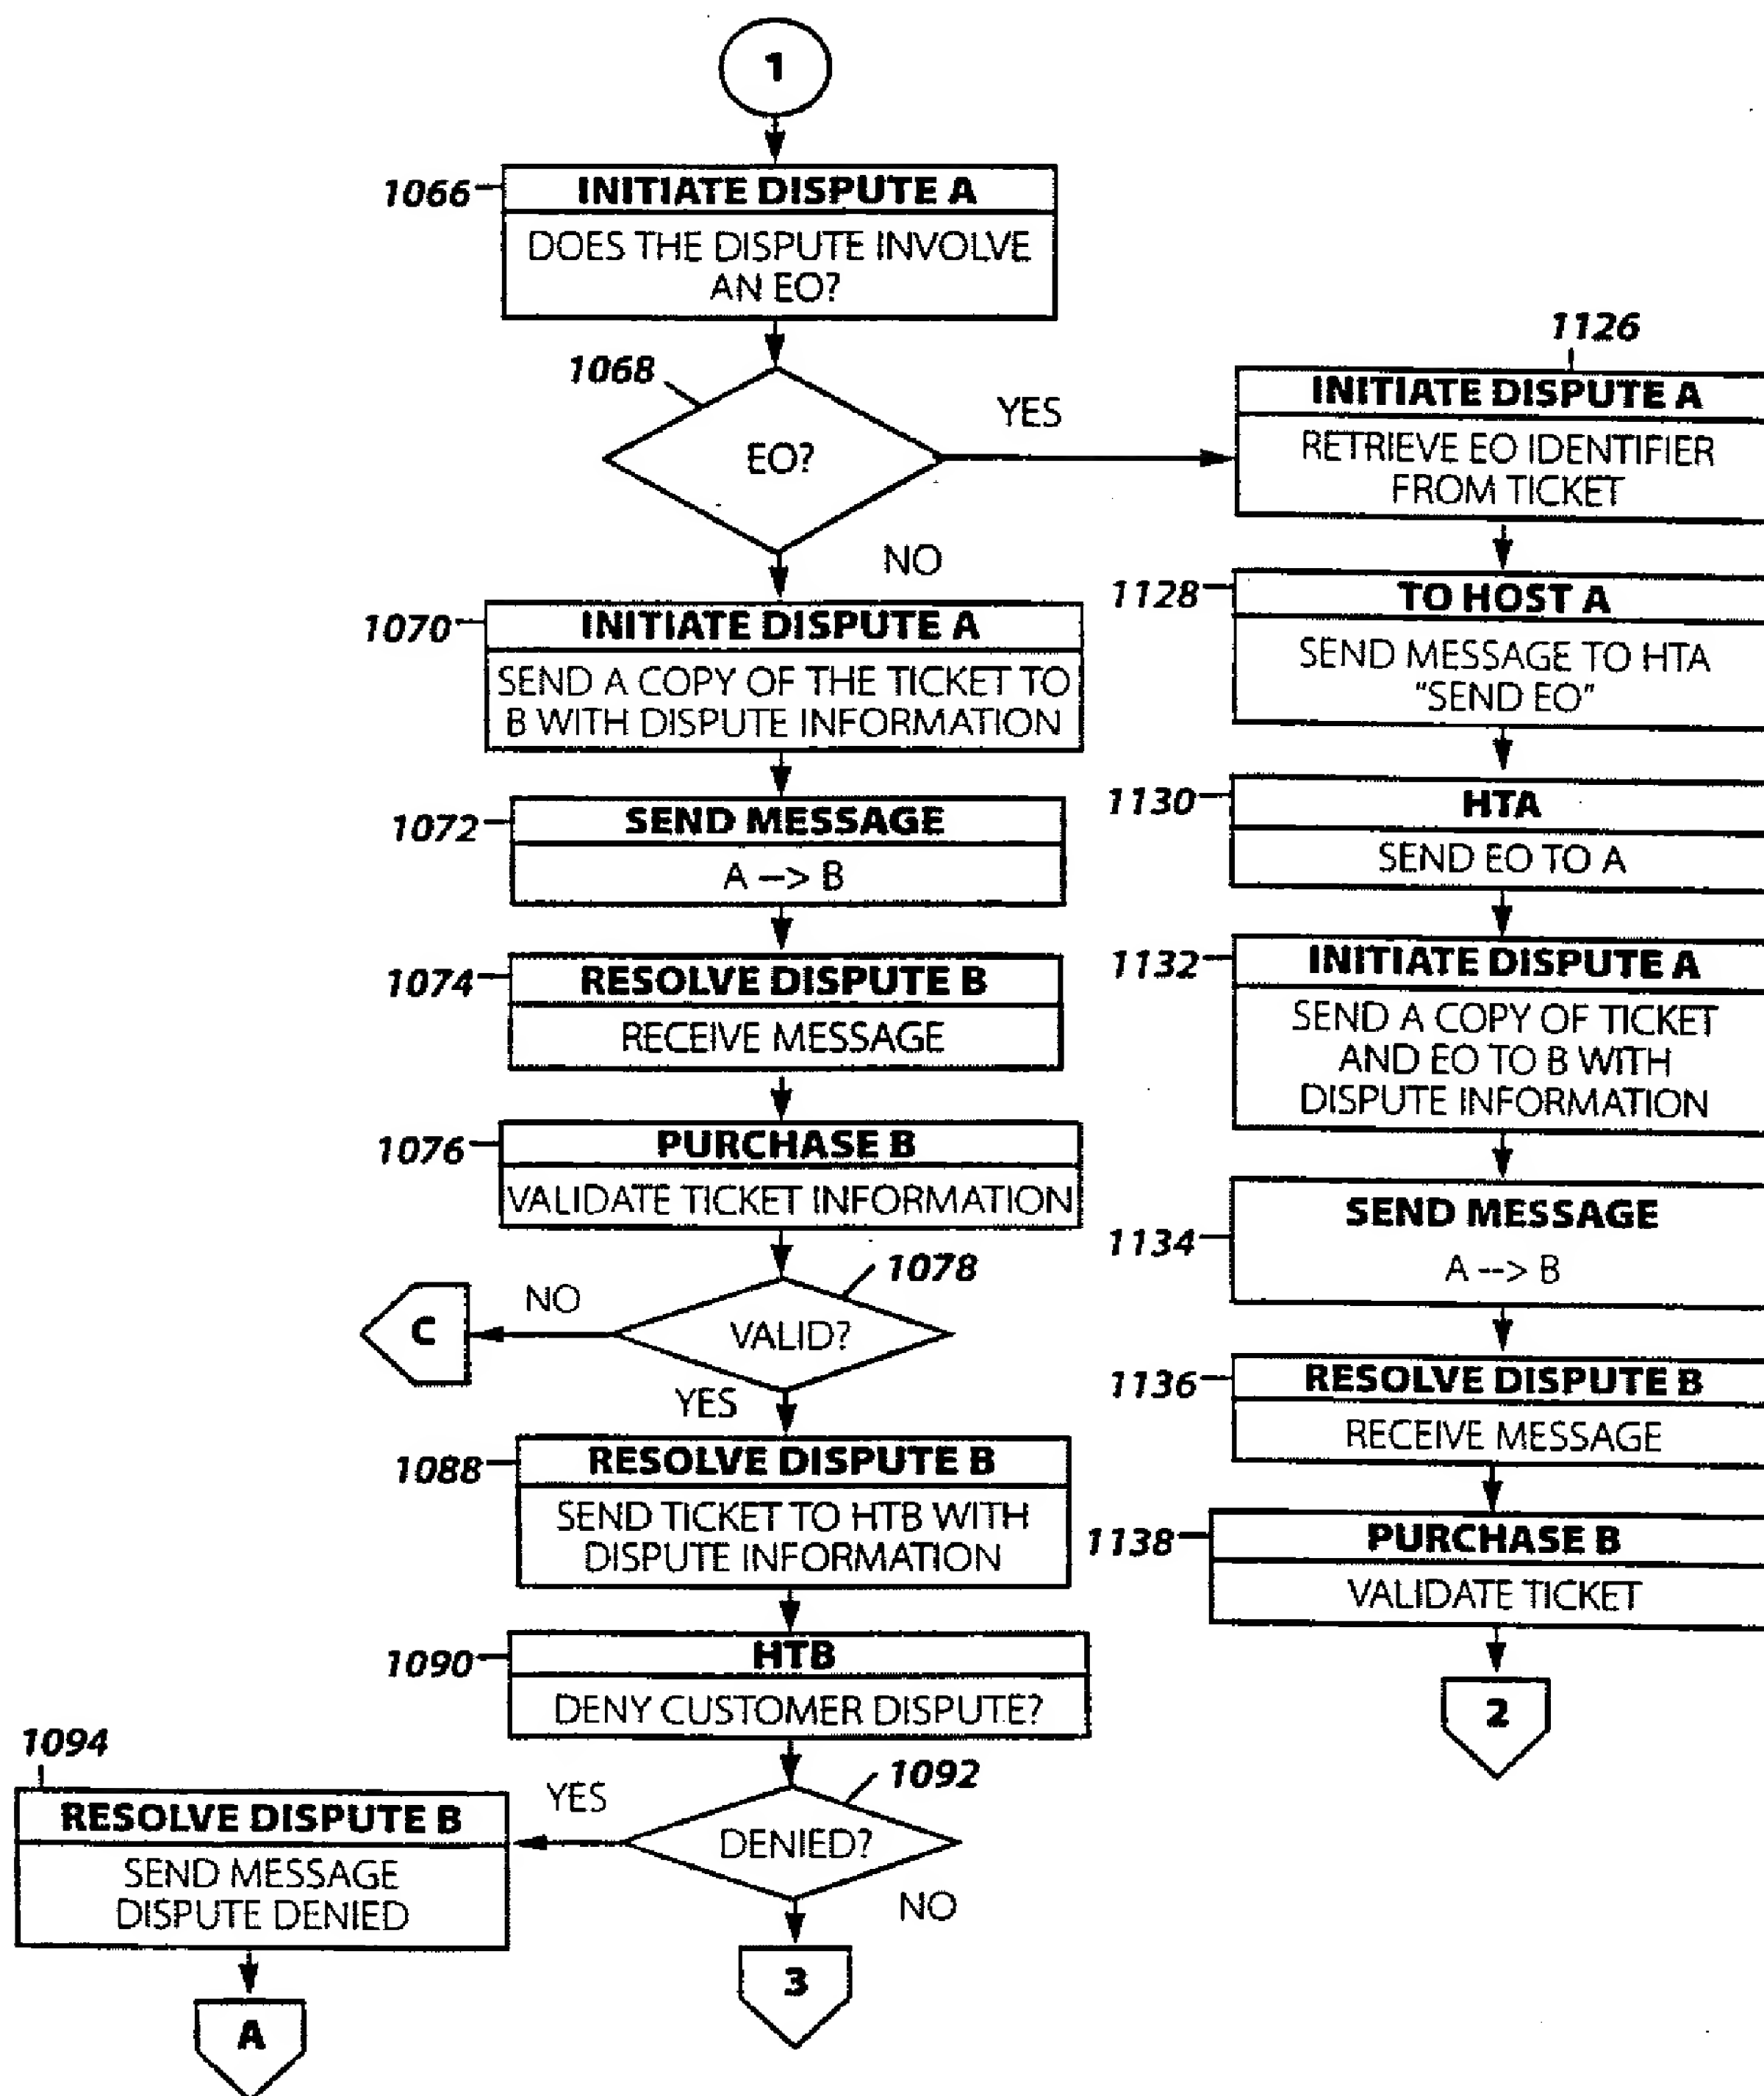 1
1066
INITIATE DISPUTE A
DOES THE DISPUTE INVOLVE
AN EO?
1068
EO?
YES
NO
1070
INITIATE DISPUTE A
SEND A COPY OF THE TICKET TO
B WITH DISPUTE INFORMATION
1072
SEND MESSAGE
A --> B
1074
RESOLVE DISPUTE B
RECEIVE MESSAGE
1076
PURCHASE B
VALIDATE TICKET INFORMATION
1078
VALID?
NO
C
YES
1088
RESOLVE DISPUTE B
SEND TICKET TO HTB WITH
DISPUTE INFORMATION
1090
HTB
DENY CUSTOMER DISPUTE?
1092
DENIED?
YES
NO
1094
RESOLVE DISPUTE B
SEND MESSAGE
DISPUTE DENIED
A
3
1126
INITIATE DISPUTE A
RETRIEVE EO IDENTIFIER
FROM TICKET
1128
TO HOST A
SEND MESSAGE TO HTA
"SEND EO"
1130
HTA
SEND EO TO A
1132
INITIATE DISPUTE A
SEND A COPY OF TICKET
AND EO TO B WITH
DISPUTE INFORMATION
1134
SEND MESSAGE
A --> B
1136
RESOLVE DISPUTE B
RECEIVE MESSAGE
1138
PURCHASE B
VALIDATE TICKET
2